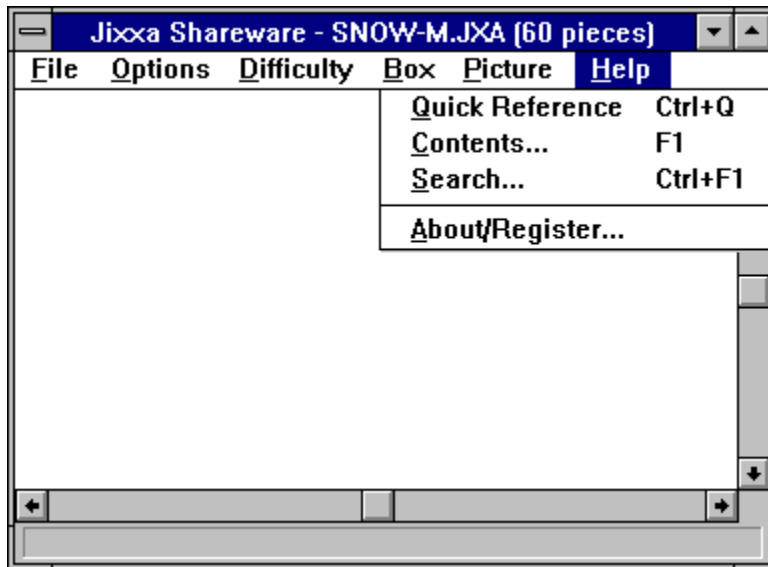 Jixxa Shareware - SNOW-M.JXA (60 pieces)
File Options Difficulty Box Picture Help
Quick Reference Ctrl+Q
Contents... F1
Search... Ctrl+F1
About/Register...